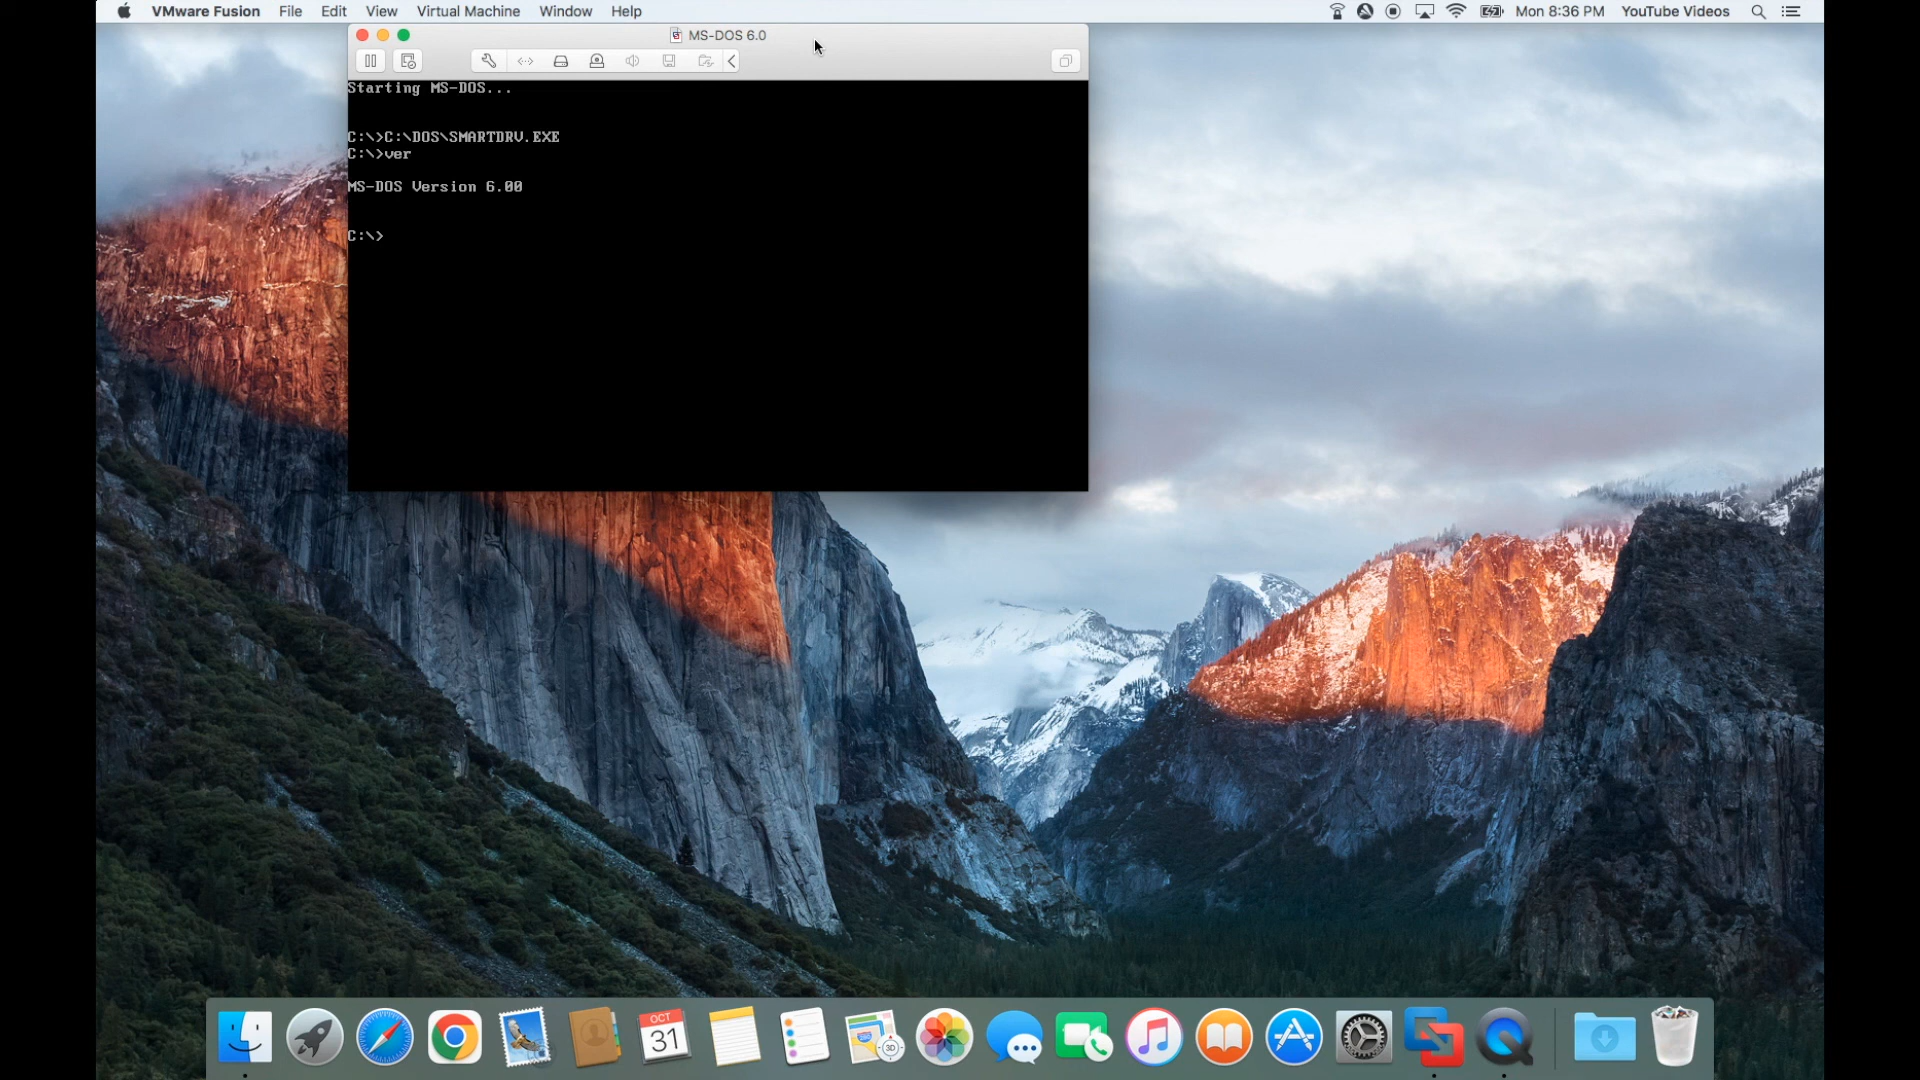 VMware Fusion File Edit View Virtual Machine Window Help Mon 8:36 PM YouTube Videos
MS-DOS 6.0
Starting MS-DOS...
C:\>C:\DOS\SMARTDRV.EXE
C:\>ver
MS-DOS Version 6.00
C:\>
OCT
31
3D